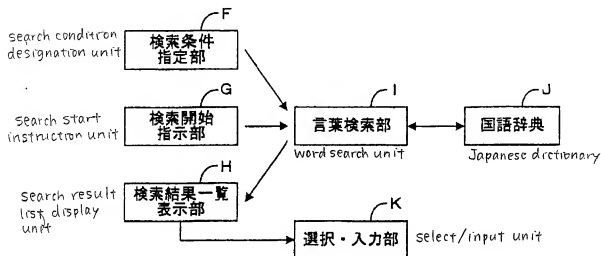 F
search condition
designation unit
検索条件
指定部
G
search start
instruction unit
検索開始
指示部
I
言葉検索部
word search unit
J
国語辞典
Japanese dictionary
H
search result
list display
unit
検索結果一覧
表示部
K
選択・入力部
select/input unit